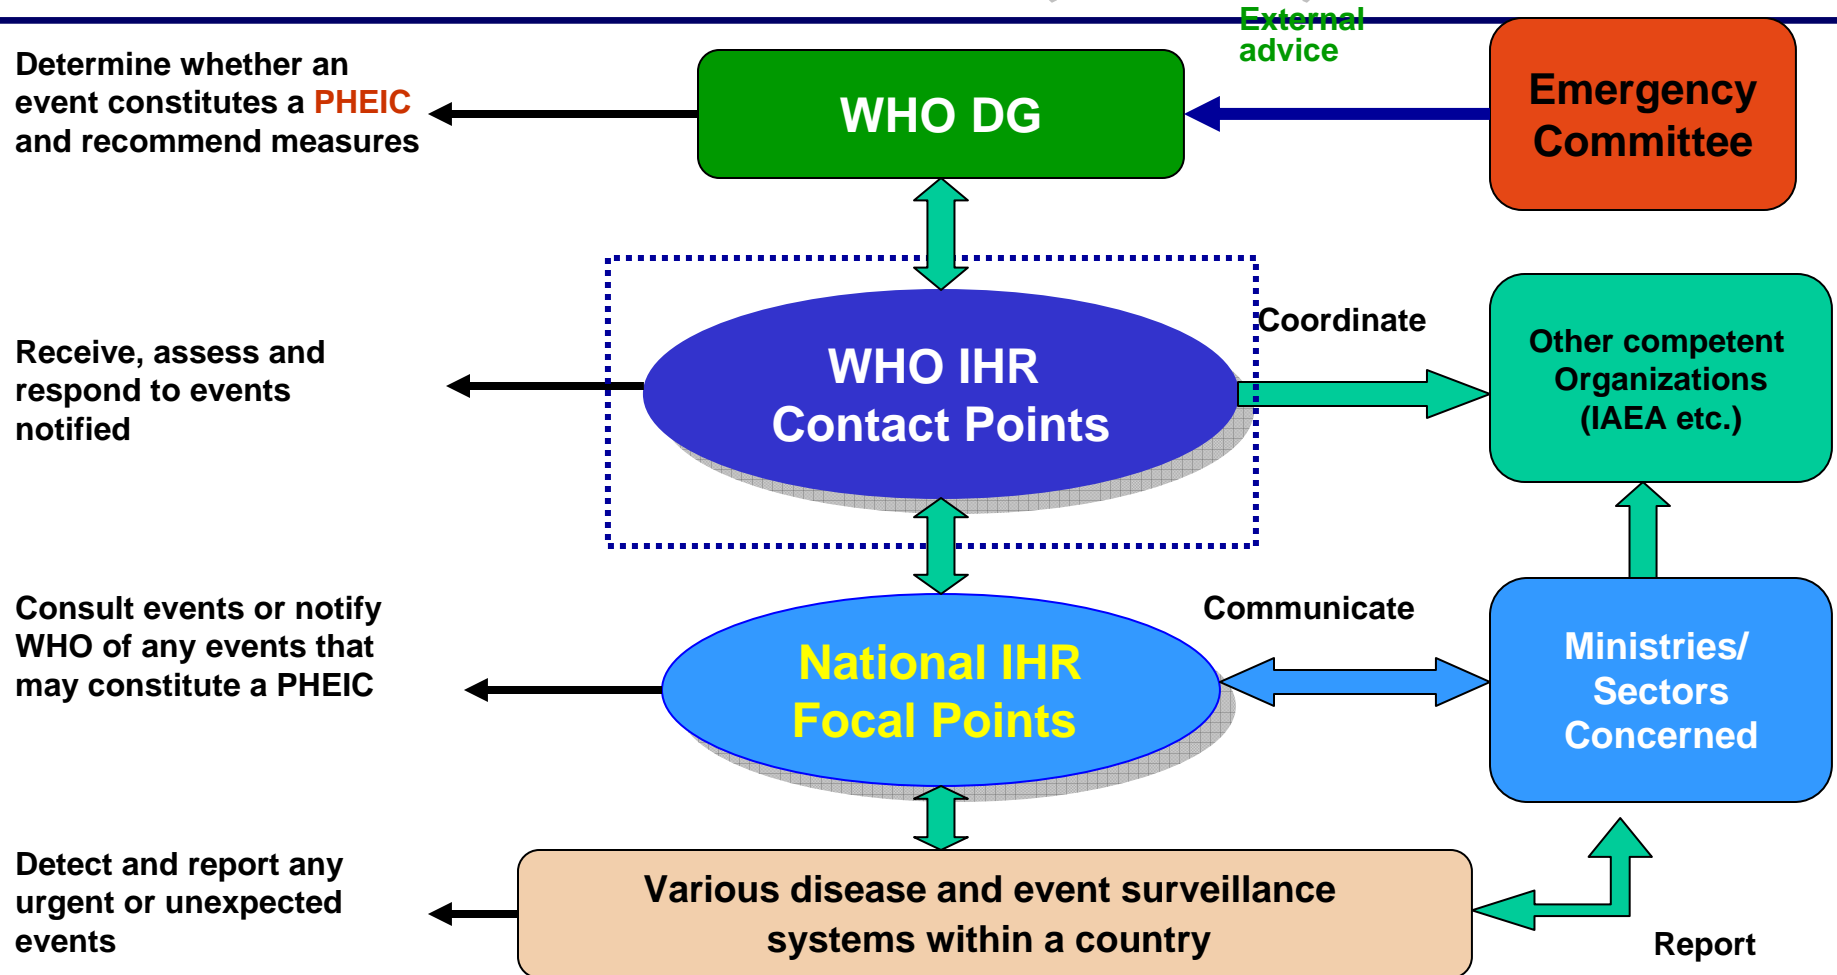 External
advice
Determine whether an
event constitutes a PHEIC
and recommend measures
WHO DG
Emergency
Committee
Receive, assess and
respond to events
notified
WHO IHR
Contact Points
Coordinate
Other competent
Organizations
(IAEA etc.)
Consult events or notify
WHO of any events that
may constitute a PHEIC
National IHR
Focal Points
Communicate
Ministries/
Sectors
Concerned
Detect and report any
urgent or unexpected
events
Various disease and event surveillance
systems within a country
Report